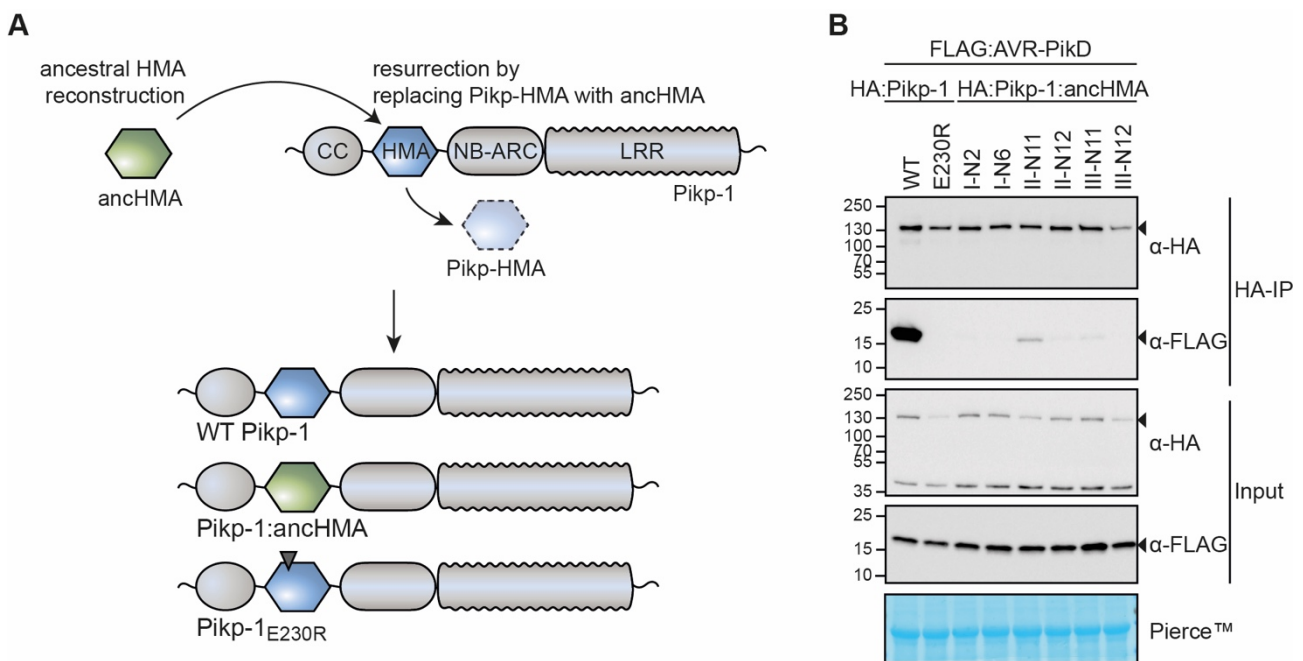 A
ancestral HMA
reconstruction
resurrection by
replacing Pikp-HMA with ancHMA
ancHMA
CC
HMA
NB-ARC
LRR
Pikp-1
Pikp-HMA
WT Pikp-1
Pikp-1:ancHMA
Pikp-1E230R
B
FLAG:AVR-PikD
HA:Pikp-1 HA:Pikp-1:ancHMA
WT
E230R
I-N2
I-N6
II-N11
II-N12
III-N11
III-N12
250
130
100
70
55
α-HA
25
15
10
α-FLAG
HA-IP
250
130
100
70
55
35
α-HA
25
15
10
α-FLAG
Input
Pierce™